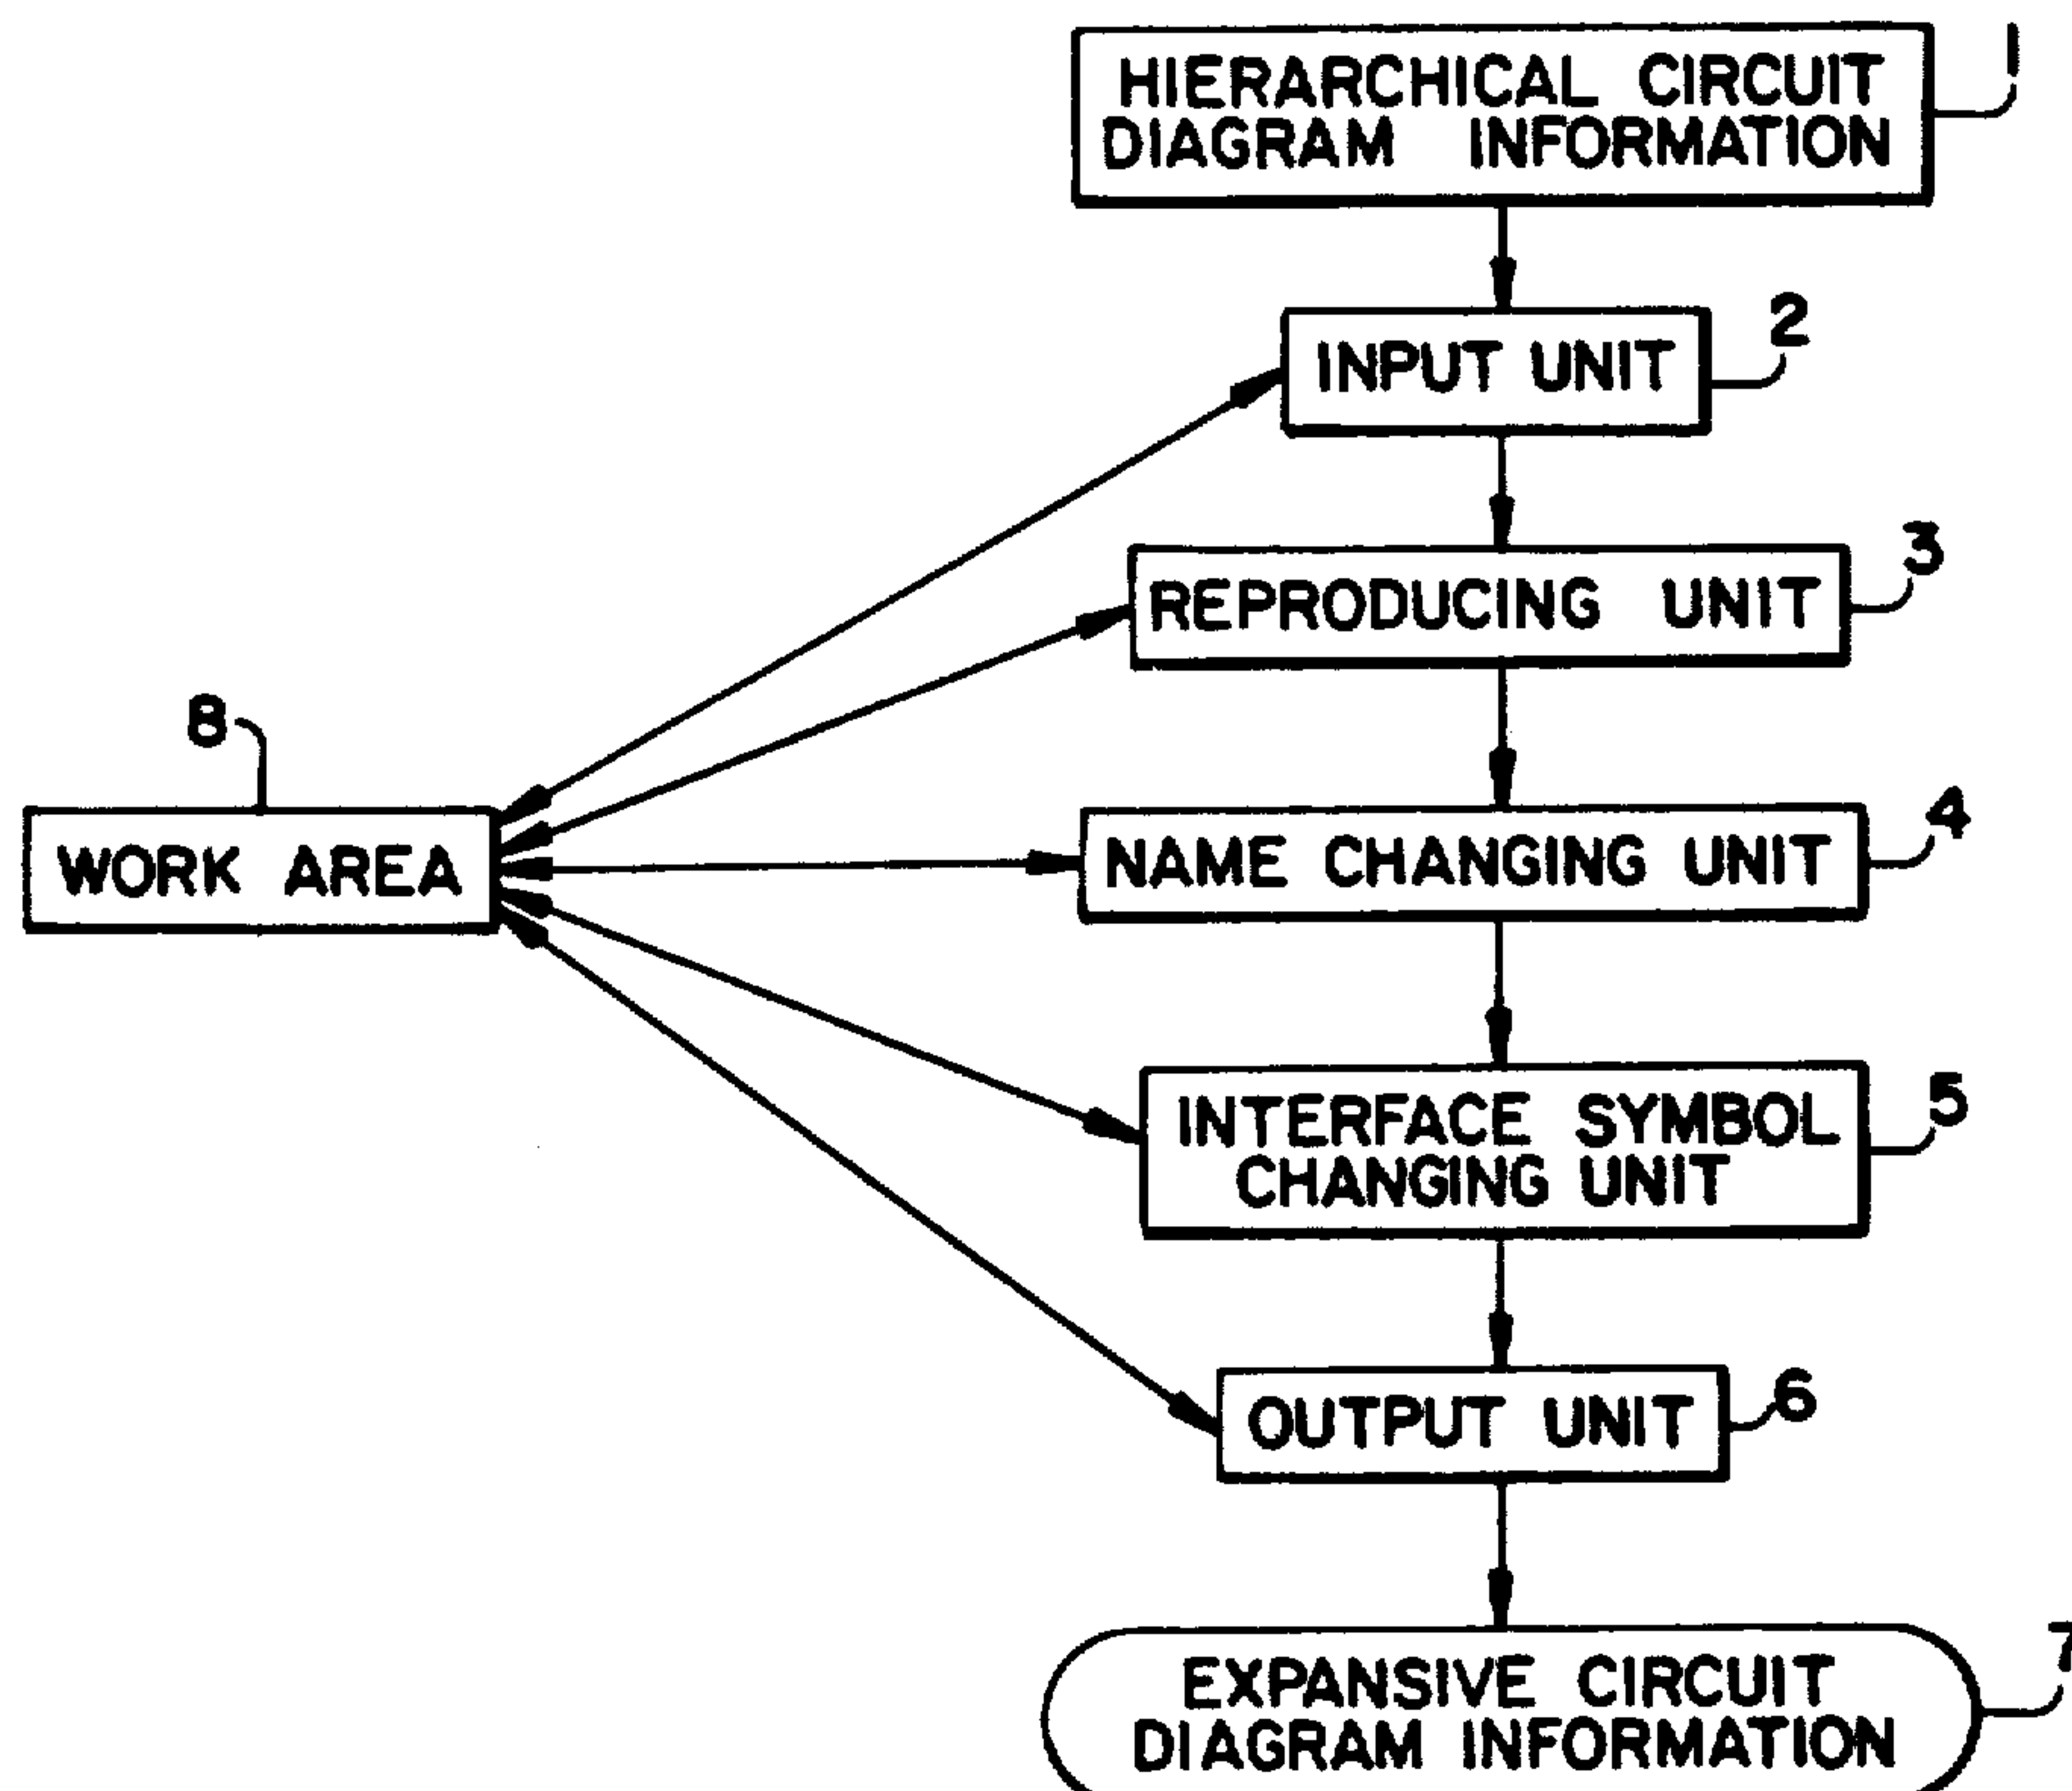 HIERARCHICAL CIRCUIT
DIAGRAM INFORMATION
1
INPUT UNIT
2
REPRODUCING UNIT
3
8
WORK AREA
NAME CHANGING UNIT
4
INTERFACE SYMBOL
CHANGING UNIT
5
OUTPUT UNIT
6
EXPANSIVE CIRCUIT
DIAGRAM INFORMATION
7